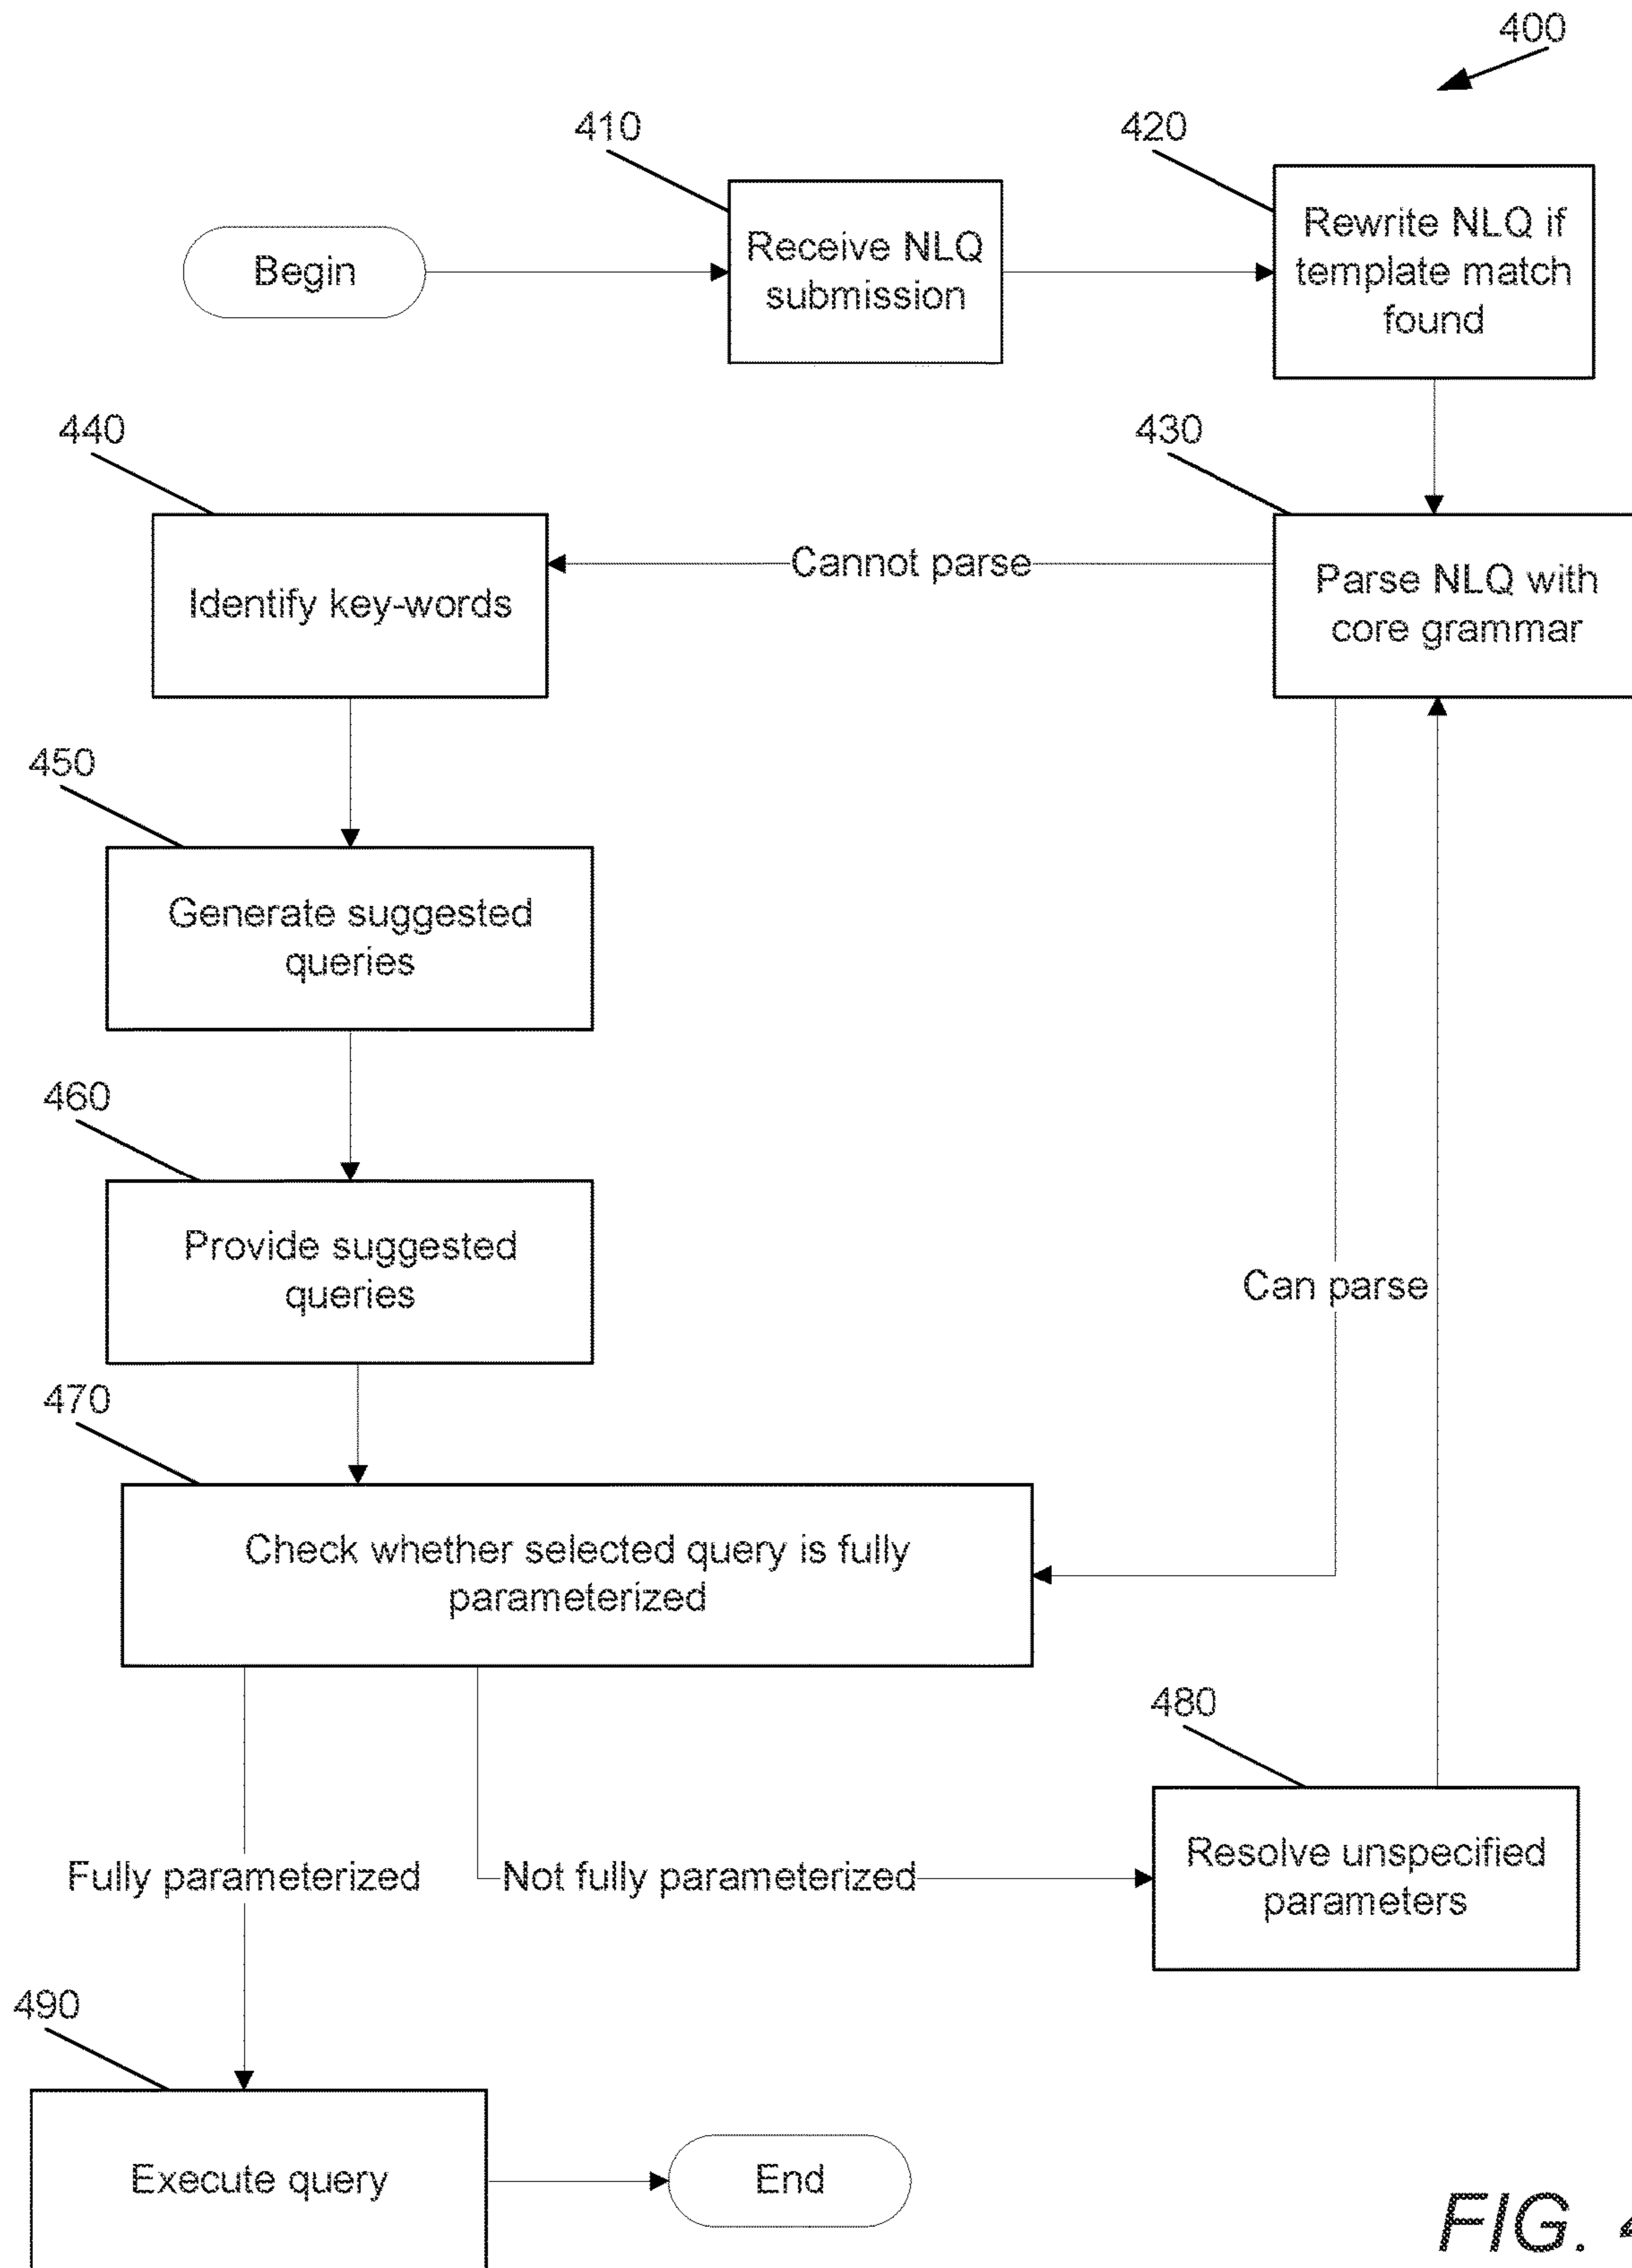 400
410
420
Begin
Receive NLQ
submission
Rewrite NLQ if
template match
found
440
430
Identify key-words
Cannot parse
Parse NLQ with
core grammar
450
Generate suggested
queries
460
Provide suggested
queries
Can parse
470
Check whether selected query is fully
parameterized
480
Fully parameterized
Not fully parameterized
Resolve unspecified
parameters
490
Execute query
End
FIG. 4